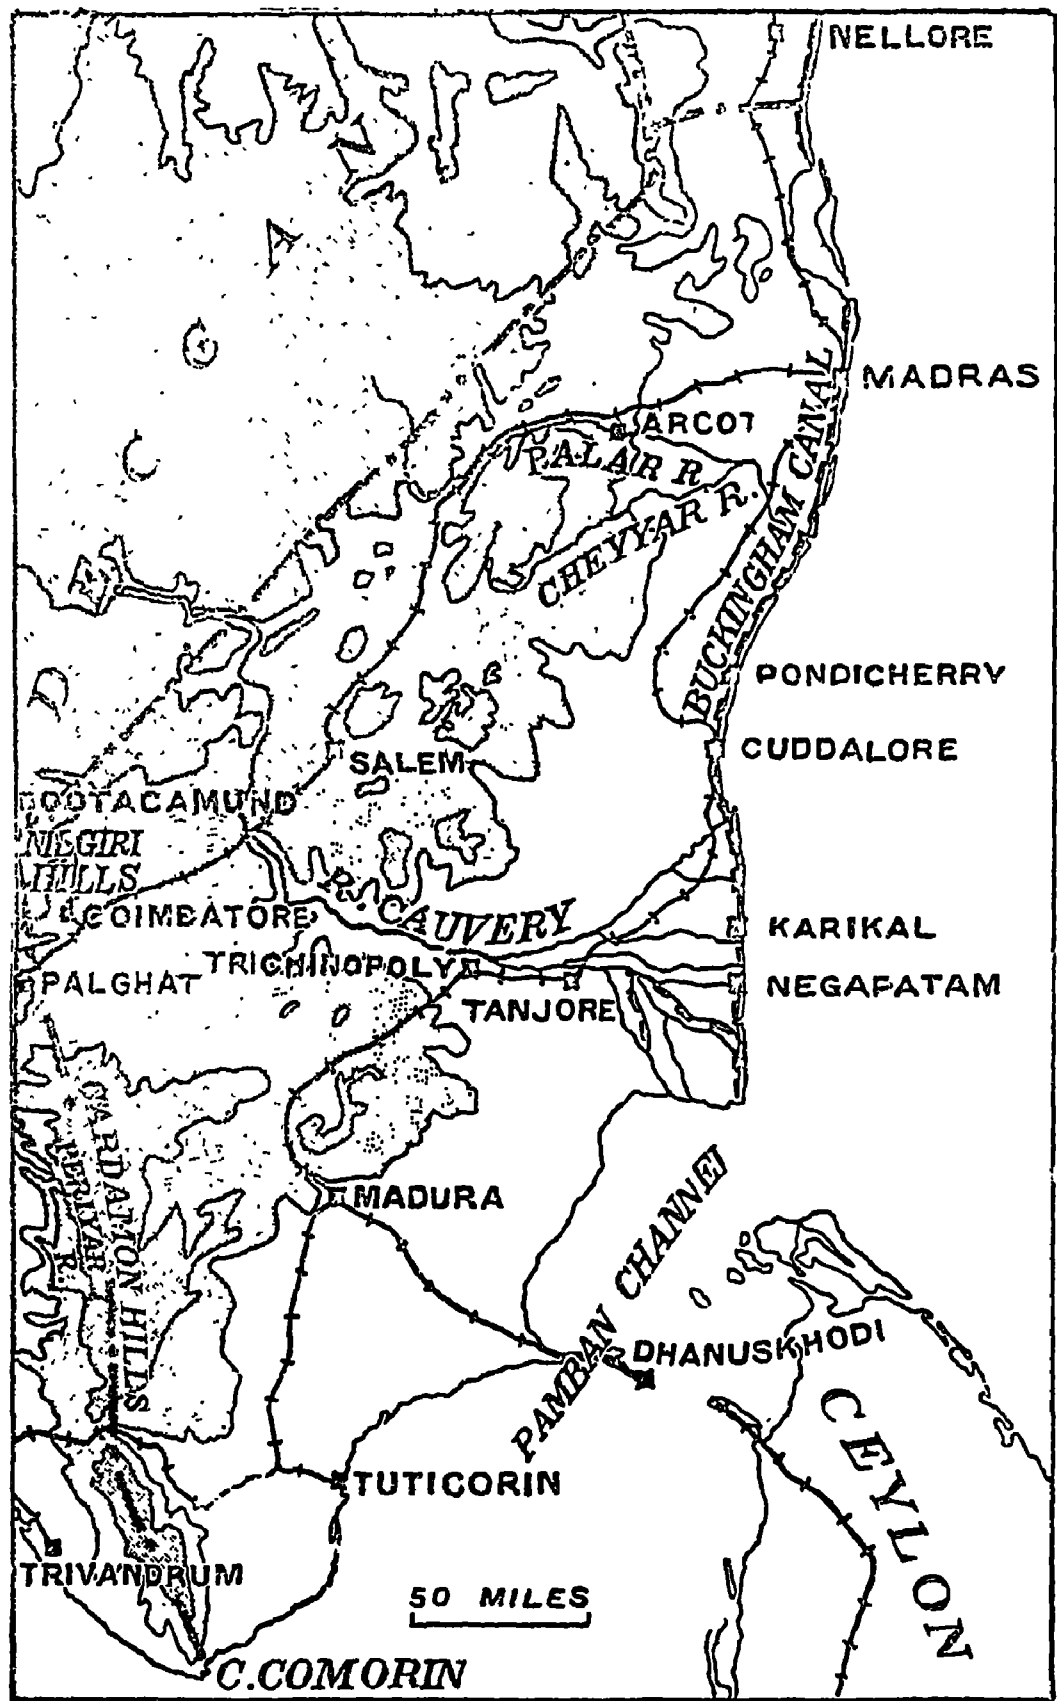 NELLORE
MADRAS
ARCOT
PALAR R
CHEYYAR R.
BUCKINGHAM CANAL
PONDICHERRY
CUDDALORE
SALEM
OOTACAMUND
NILGIRI
HILLS
R. CAUVERY
COIMBATORE
KARIKAL
TRICHINOPOLY
PALGHAT
NEGAPATAM
TANJORE
CARDAMON HILLS
PERIYAR
R.
MADURA
PAMBAN CHANNEL
DHANUSKHODI
CEYLON
TUTICORIN
TRIVANDRUM
50 MILES
C.COMORIN